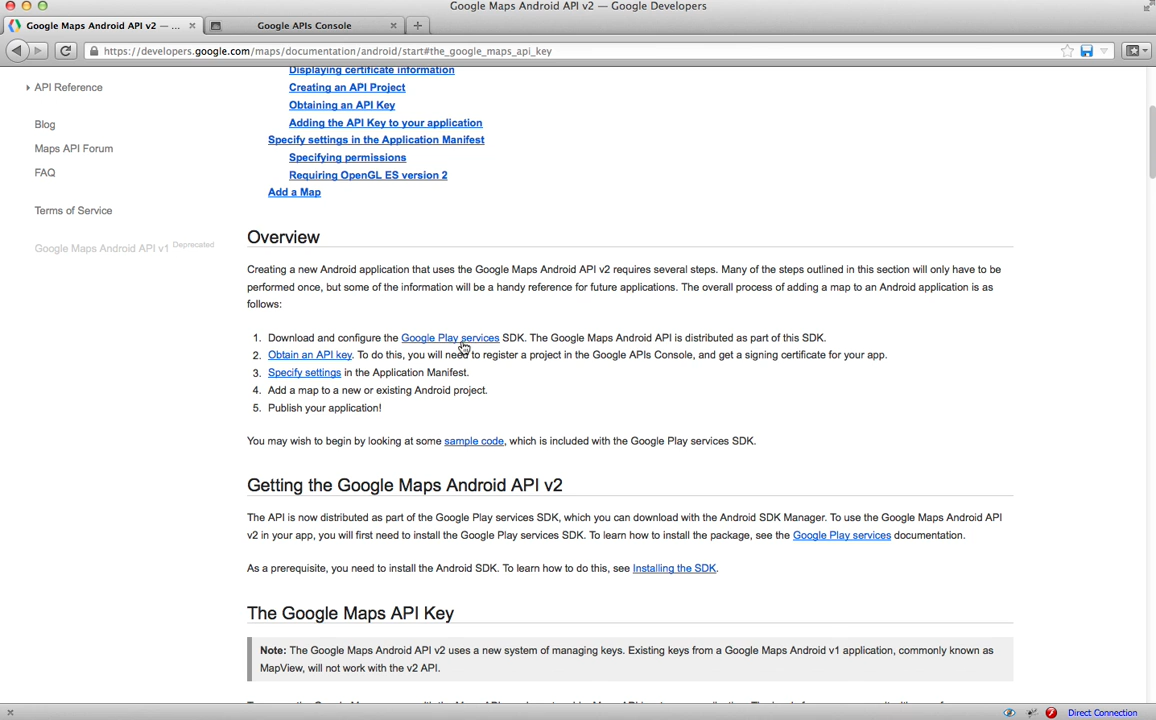 Google Maps Android API v2 — Google Developers
Google Maps Android API v2 — ...
Google APIs Console
https://developers.google.com/maps/documentation/android/start#the_google_maps_api_key
Displaying certificate information
API Reference
Creating an API Project
Obtaining an API Key
Blog
Adding the API Key to your application
Specify settings in the Application Manifest
Maps API Forum
Specifying permissions
FAQ
Requiring OpenGL ES version 2
Add a Map
Terms of Service
Google Maps Android API v1 Deprecated
Overview
Creating a new Android application that uses the Google Maps Android API v2 requires several steps. Many of the steps outlined in this section will only have to be
performed once, but some of the information will be a handy reference for future applications. The overall process of adding a map to an Android application is as
follows:
1. Download and configure the Google Play services SDK. The Google Maps Android API is distributed as part of this SDK.
2. Obtain an API key. To do this, you will need to register a project in the Google APIs Console, and get a signing certificate for your app.
3. Specify settings in the Application Manifest.
4. Add a map to a new or existing Android project.
5. Publish your application!
You may wish to begin by looking at some sample code, which is included with the Google Play services SDK.
Getting the Google Maps Android API v2
The API is now distributed as part of the Google Play services SDK, which you can download with the Android SDK Manager. To use the Google Maps Android API
v2 in your app, you will first need to install the Google Play services SDK. To learn how to install the package, see the Google Play services documentation.
As a prerequisite, you need to install the Android SDK. To learn how to do this, see Installing the SDK.
The Google Maps API Key
Note: The Google Maps Android API v2 uses a new system of managing keys. Existing keys from a Google Maps Android v1 application, commonly known as
MapView, will not work with the v2 API.
Direct Connection